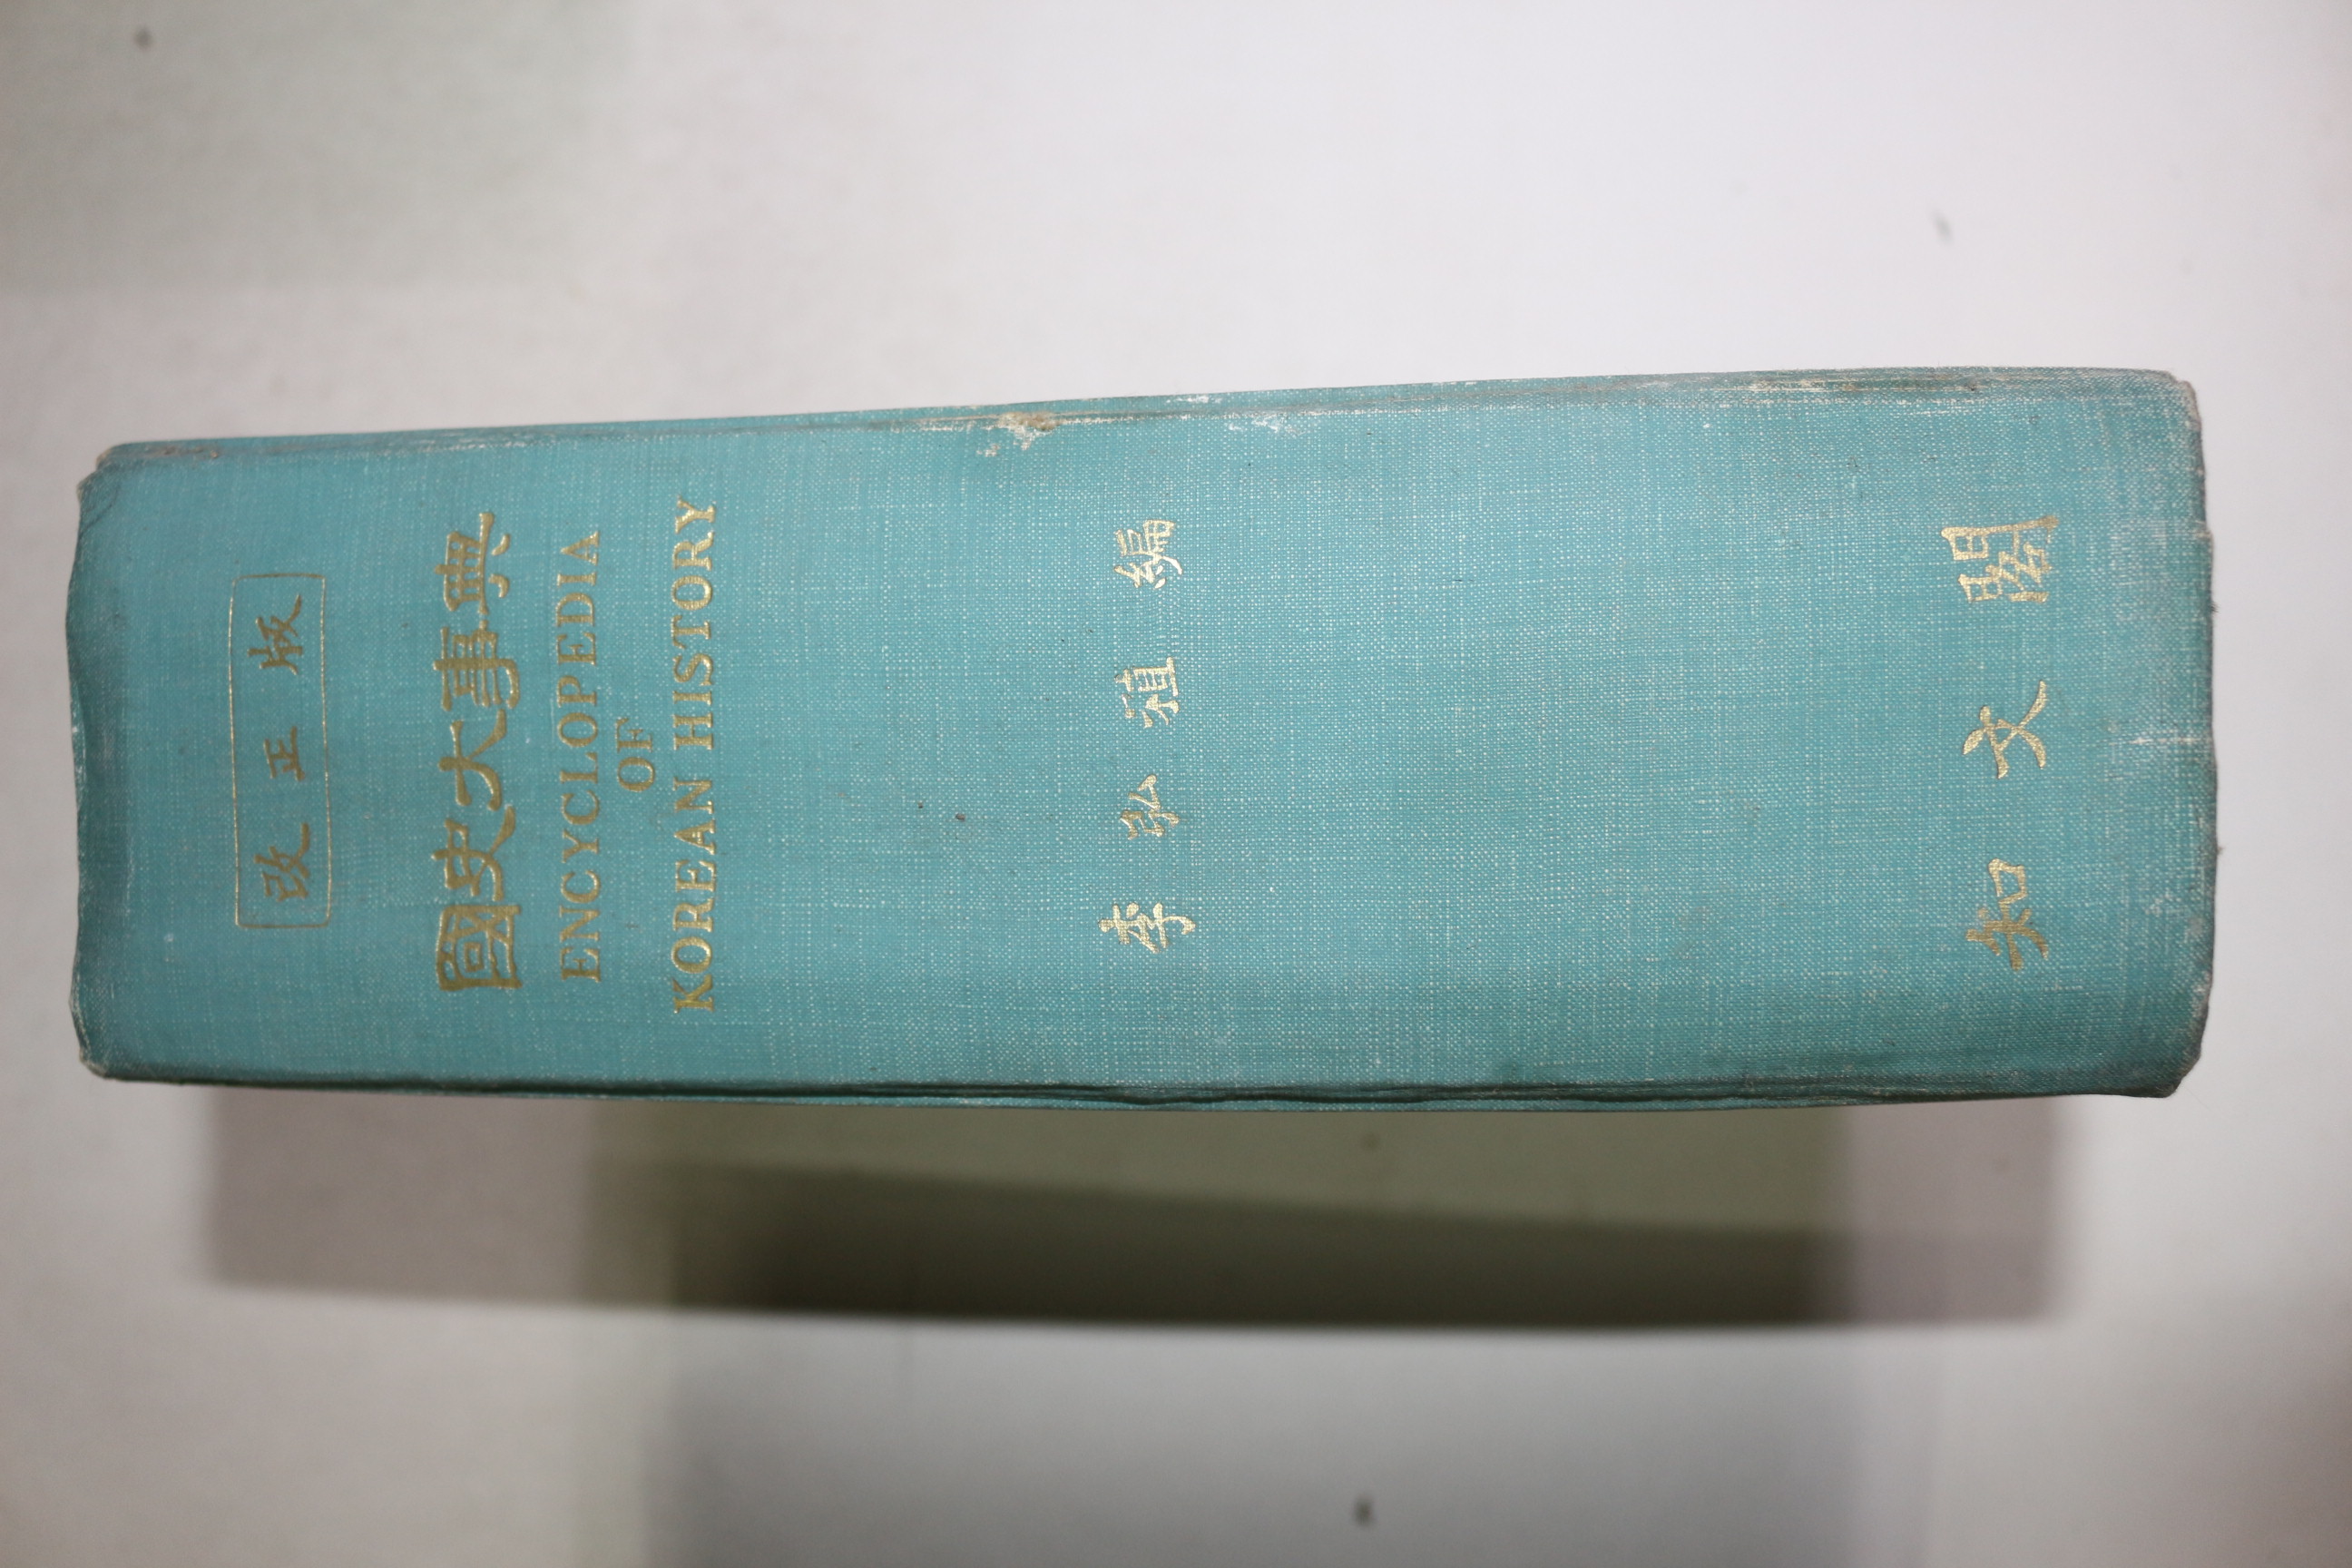 改正版
國史大事典
ENCYCLOPEDIA
OF
KOREAN HISTORY
李弘稙編
知文閣